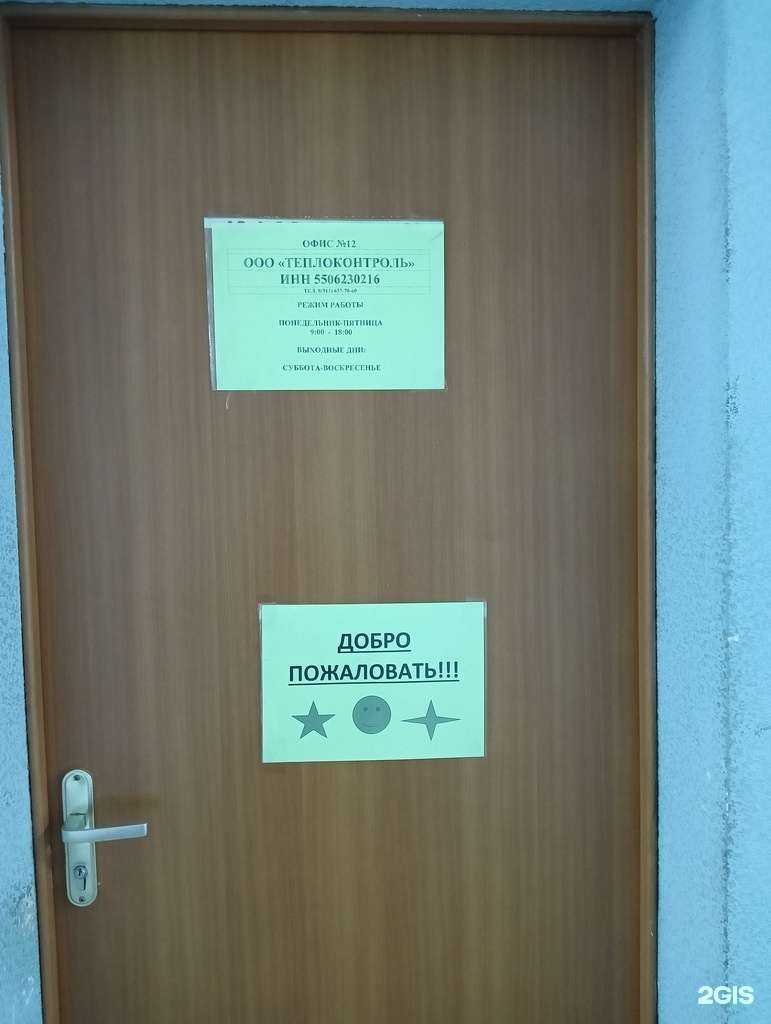 ОФИС №12
ООО «ТЕПЛОКОНТРОЛЬ»
ИНН 5506230216
РЕЖИМ РАБОТЫ
ПОНЕДЕЛЬНИК-ПЯТНИЦА
9:00 - 18:00
ВЫХОДНЫЕ ДНИ:
СУББОТА-ВОСКРЕСЕНЬЕ
ДОБРО
ПОЖАЛОВАТЬ!!!
2GIS